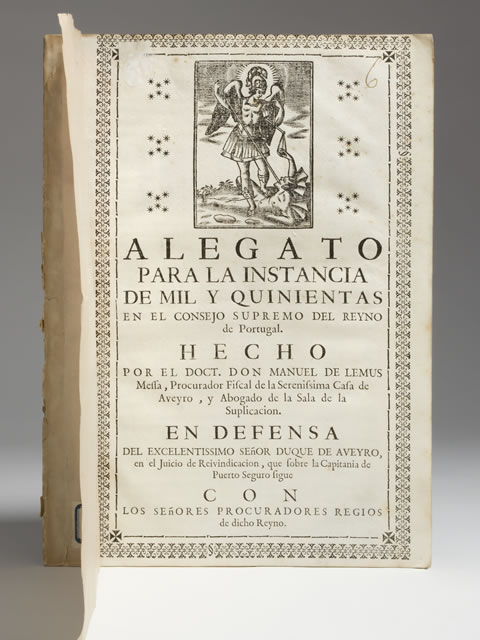 6
ALEGATO
PARA LA INSTANCIA
DE MIL Y QUINIENTAS
EN EL CONSEJO SUPREMO DEL REYNO
de Portugal.
HECHO
POR EL DOCT. DON MANUEL DE LEMUS
Messa, Procurador Fiscal de la Serenissima Casa de
Aveyro, y Abogado de la Sala de la
Suplicacion.
EN DEFENSA
DEL EXCELENTISSIMO SEÑOR DUQUE DE AVEYRO,
en el Juicio de Reivindicacion, que sobre la Capitania de
Puerto Seguro sigue
CON
LOS SEÑORES PROCURADORES REGIOS
de dicho Reyno.